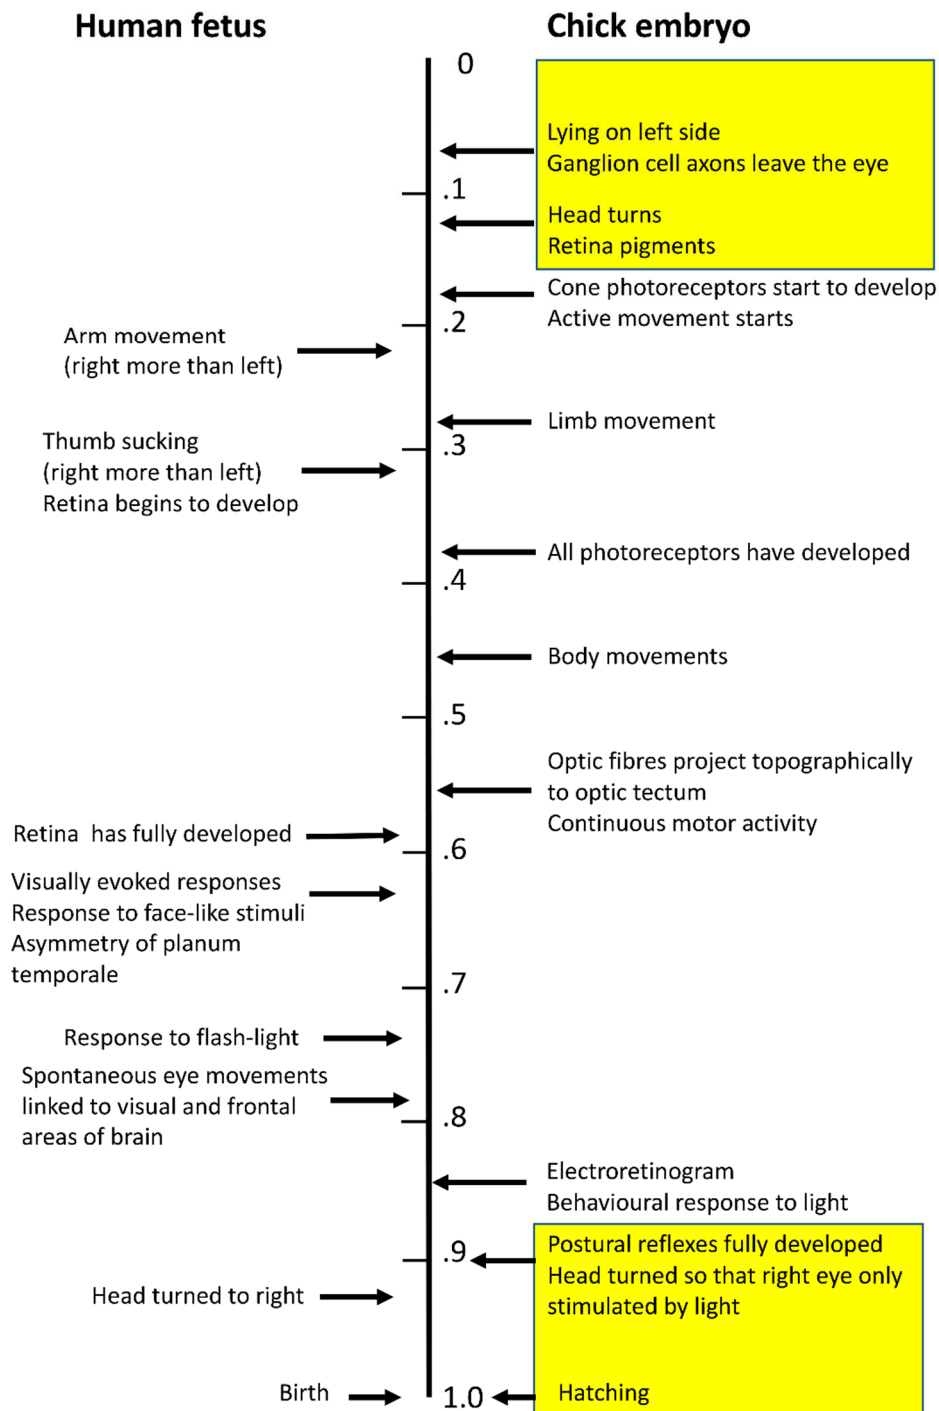 Human fetus
Chick embryo
0
Lying on left side
Ganglion cell axons leave the eye
.1
Head turns
Retina pigments
Cone photoreceptors start to develop
Active movement starts
.2
Arm movement
(right more than left)
Limb movement
.3
Thumb sucking
(right more than left)
Retina begins to develop
All photoreceptors have developed
.4
Body movements
.5
Optic fibres project topographically
to optic tectum
Continuous motor activity
Retina has fully developed
.6
Visually evoked responses
Response to face-like stimuli
Asymmetry of planum
temporale
.7
Response to flash-light
Spontaneous eye movements
linked to visual and frontal
areas of brain
.8
Electroretinogram
Behavioural response to light
.9
Postural reflexes fully developed
Head turned so that right eye only
stimulated by light
Head turned to right
Birth
1.0
Hatching